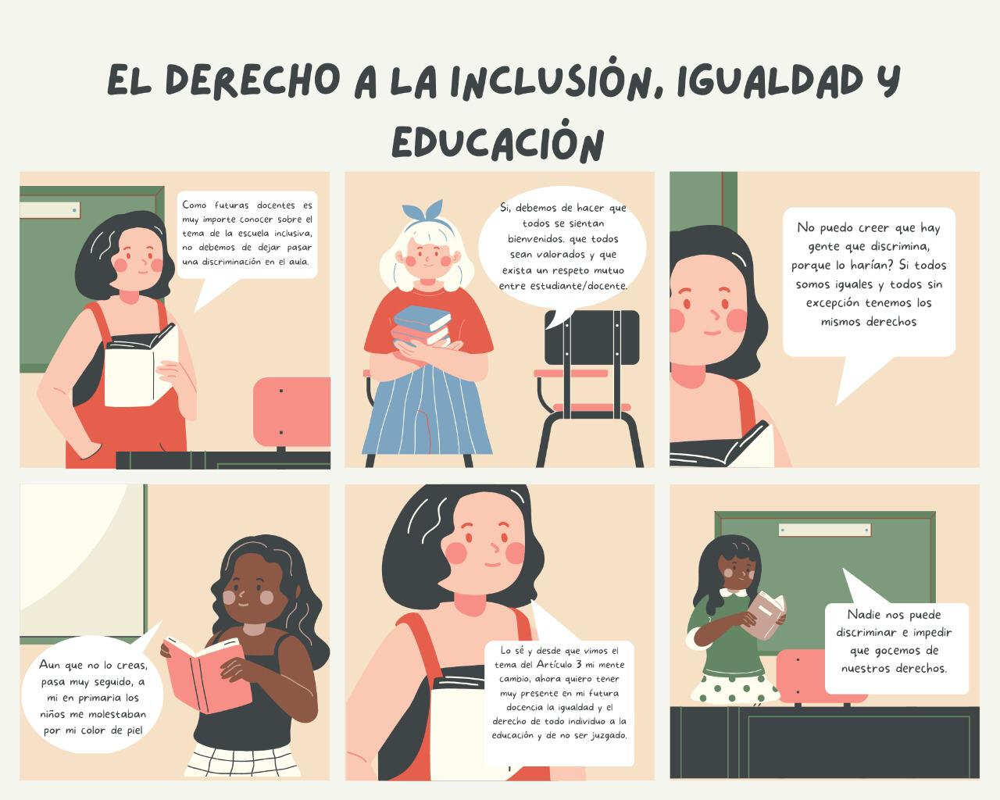 EL DERECHO A LA INCLUSIÓN, IGUALDAD Y
EDUCACIÓN
Como futuras docentes es
muy importe conocer sobre el
tema de la escuela inclusiva,
no debemos de dejar pasar
una discriminación en el aula.
Si, debemos de hacer que
todos se sientan
bienvenidos. que todos
sean valorados y que
exista un respeto mutuo
entre estudiante/docente.
No puedo creer que hay
gente que discrimina,
porque lo harían? Si todos
somos iguales y todos sin
excepción tenemos los
mismos derechos
Aun que no lo creas,
pasa muy seguido, a
mi en primaria los
niños me molestaban
por mi color de piel
Lo sé y desde que vimos el
tema del Artículo 3 mi mente
cambio, ahora quiero tener
muy presente en mi futura
docencia la igualdad y el
derecho de todo individuo a la
educación y de no ser juzgado.
Nadie nos puede
discriminar e impedir
que gocemos de
nuestros derechos.